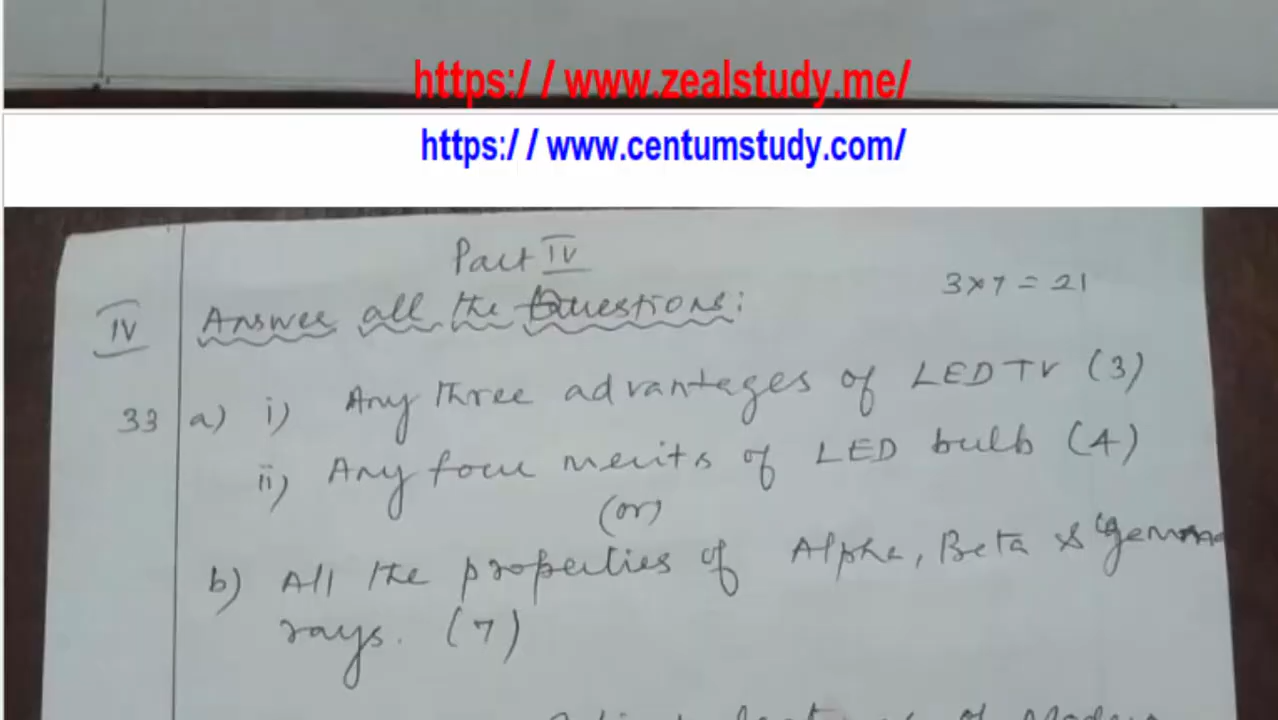 https://www.zealstudy.me/
https://www.centumstudy.com/
Part IV
3x7 = 21
IV Answer all the Questions:
33 a) i) Any three advantages of LED TV (3)
ii) Any four merits of LED bulb (4)
(or)
b) All the properties of Alpha, Beta & Gamma
rays. (7)
of